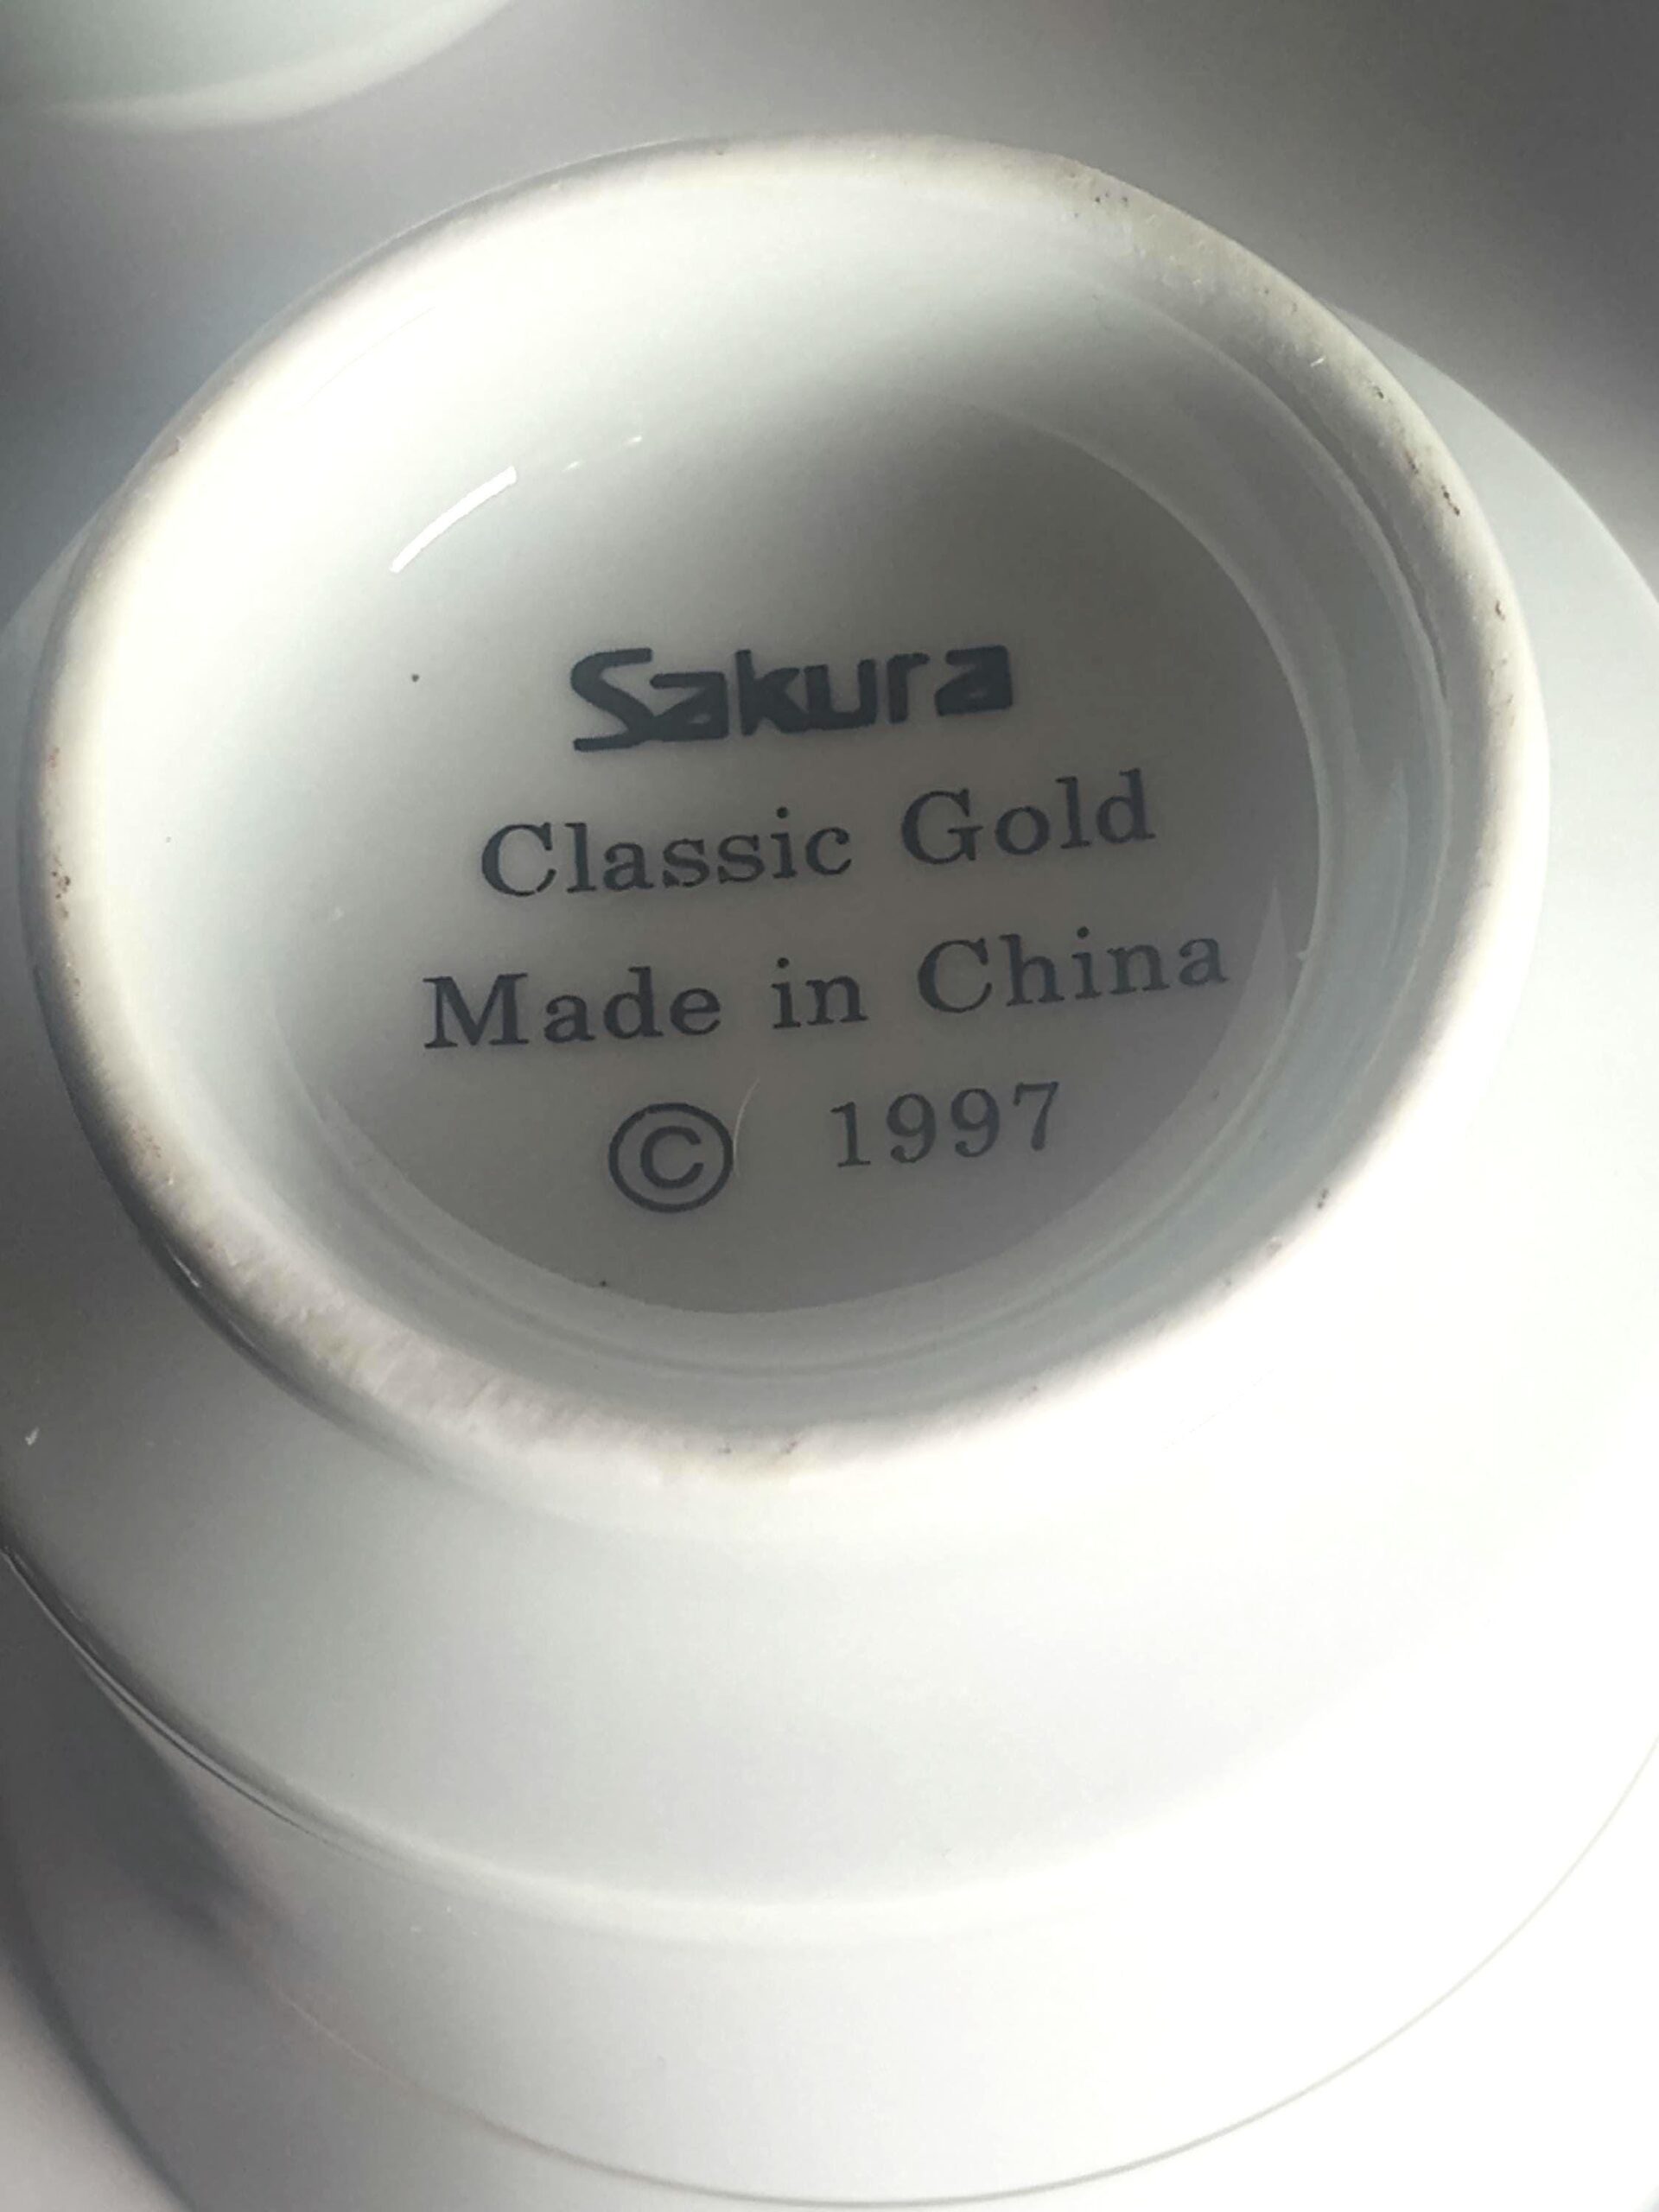 Sakura
Classic Gold
Made in China
© 1997